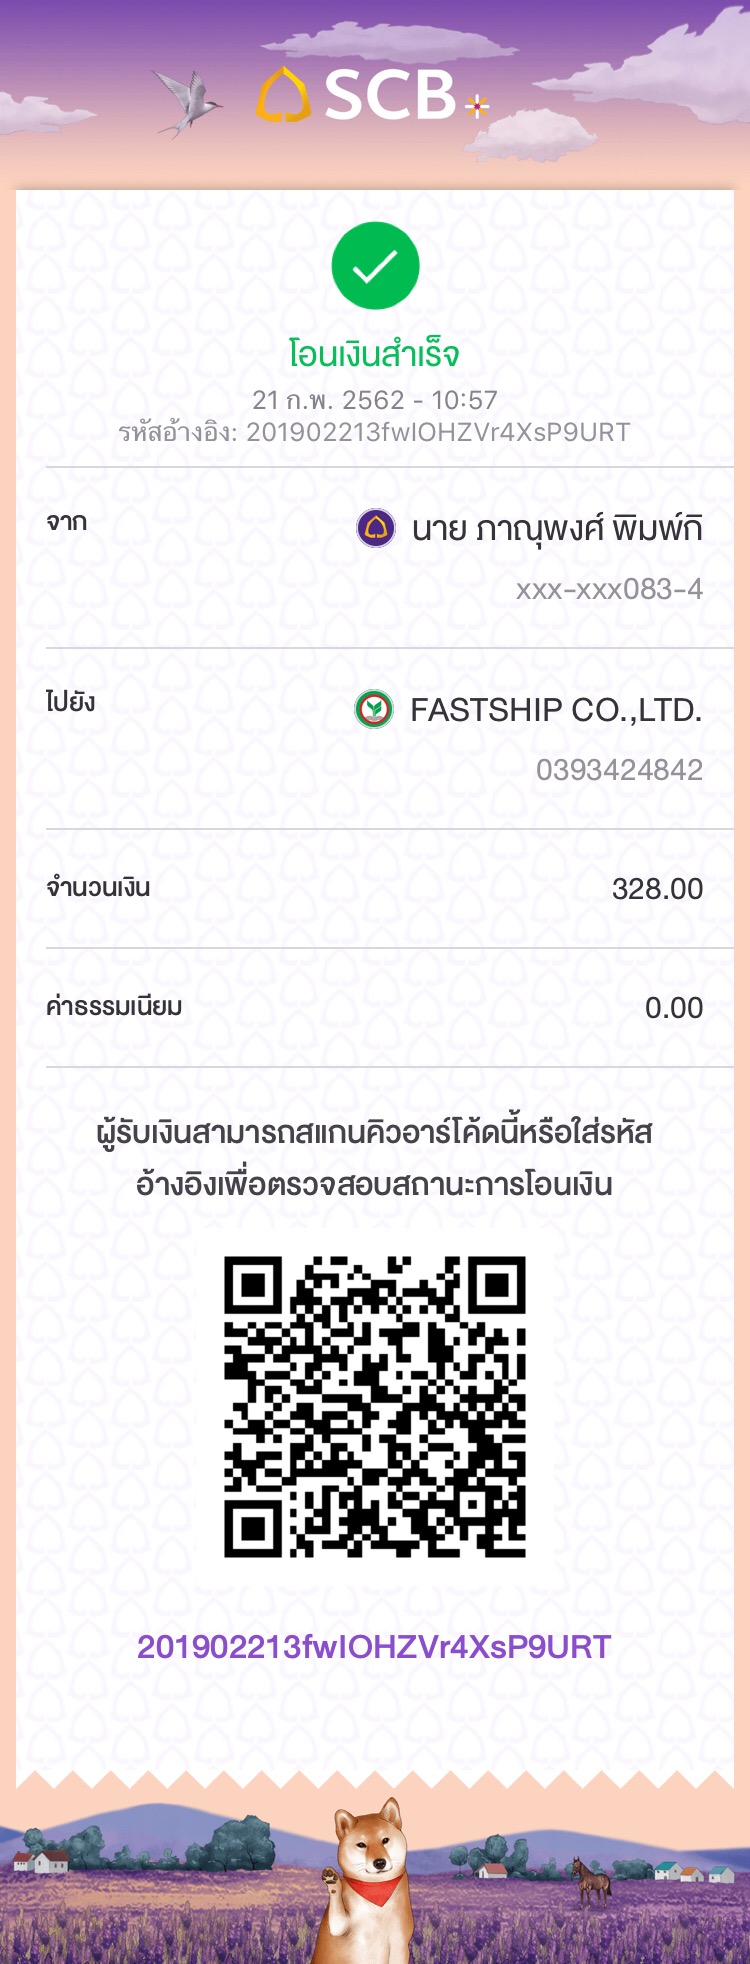 SCB
โอนเงินสำเร็จ
21 ก.พ. 2562 - 10:57
รหัสอ้างอิง: 201902213fwIOHZVr4XsP9URT
จาก
นาย ภาณุพงศ์ พิมพ์กิ
xxx-xxx083-4
ไปยัง
FASTSHIP CO.,LTD.
0393424842
จำนวนเงิน
328.00
ค่าธรรมเนียม
0.00
ผู้รับเงินสามารถสแกนคิวอาร์โค้ดนี้หรือใส่รหัส
อ้างอิงเพื่อตรวจสอบสถานะการโอนเงิน
201902213fwIOHZVr4XsP9URT